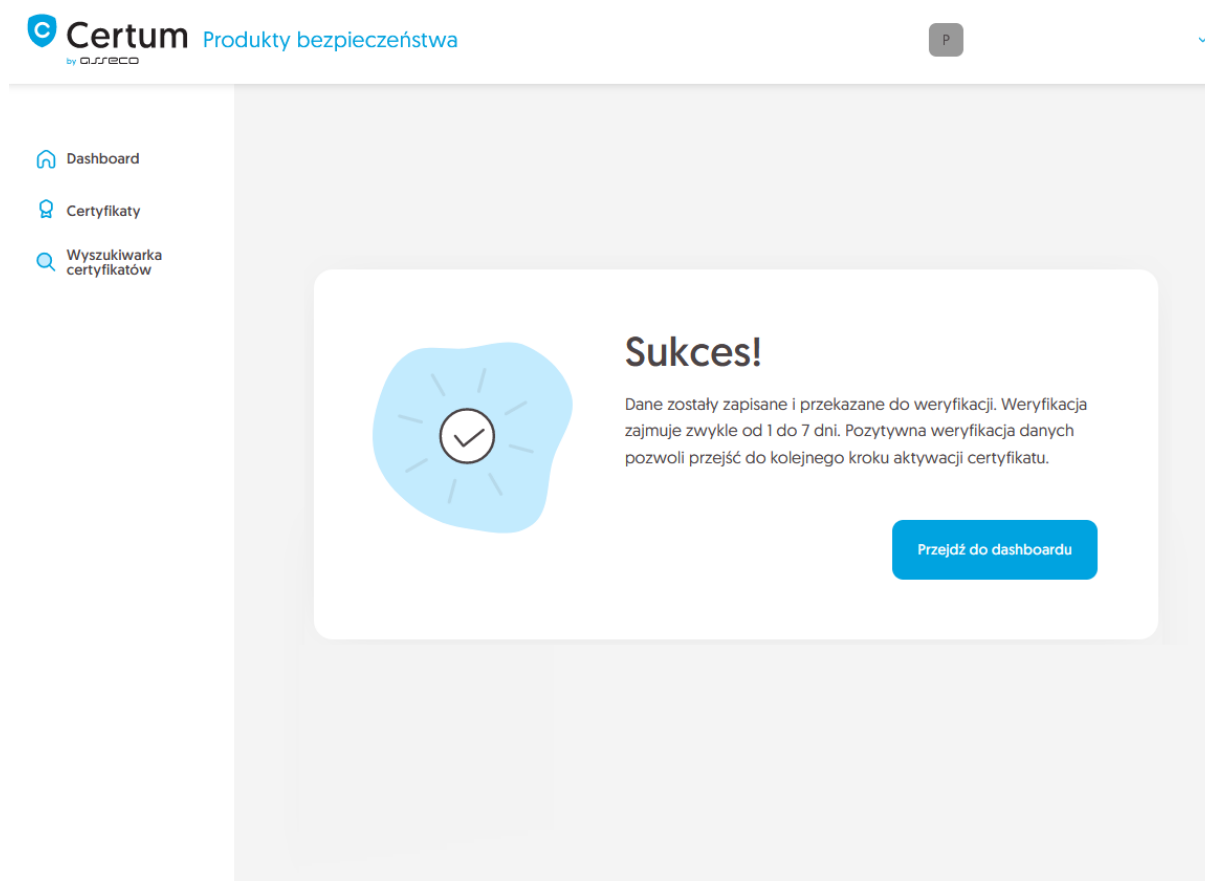 Certum
by asseco
Produkty bezpieczeństwa
P
Dashboard
Certyfikaty
Wyszukiwarka
certyfikatów
Sukces!
Dane zostały zapisane i przekazane do weryfikacji. Weryfikacja
zajmuje zwykle od 1 do 7 dni. Pozytywna weryfikacja danych
pozwoli przejść do kolejnego kroku aktywacji certyfikatu.
Przejdź do dashboardu